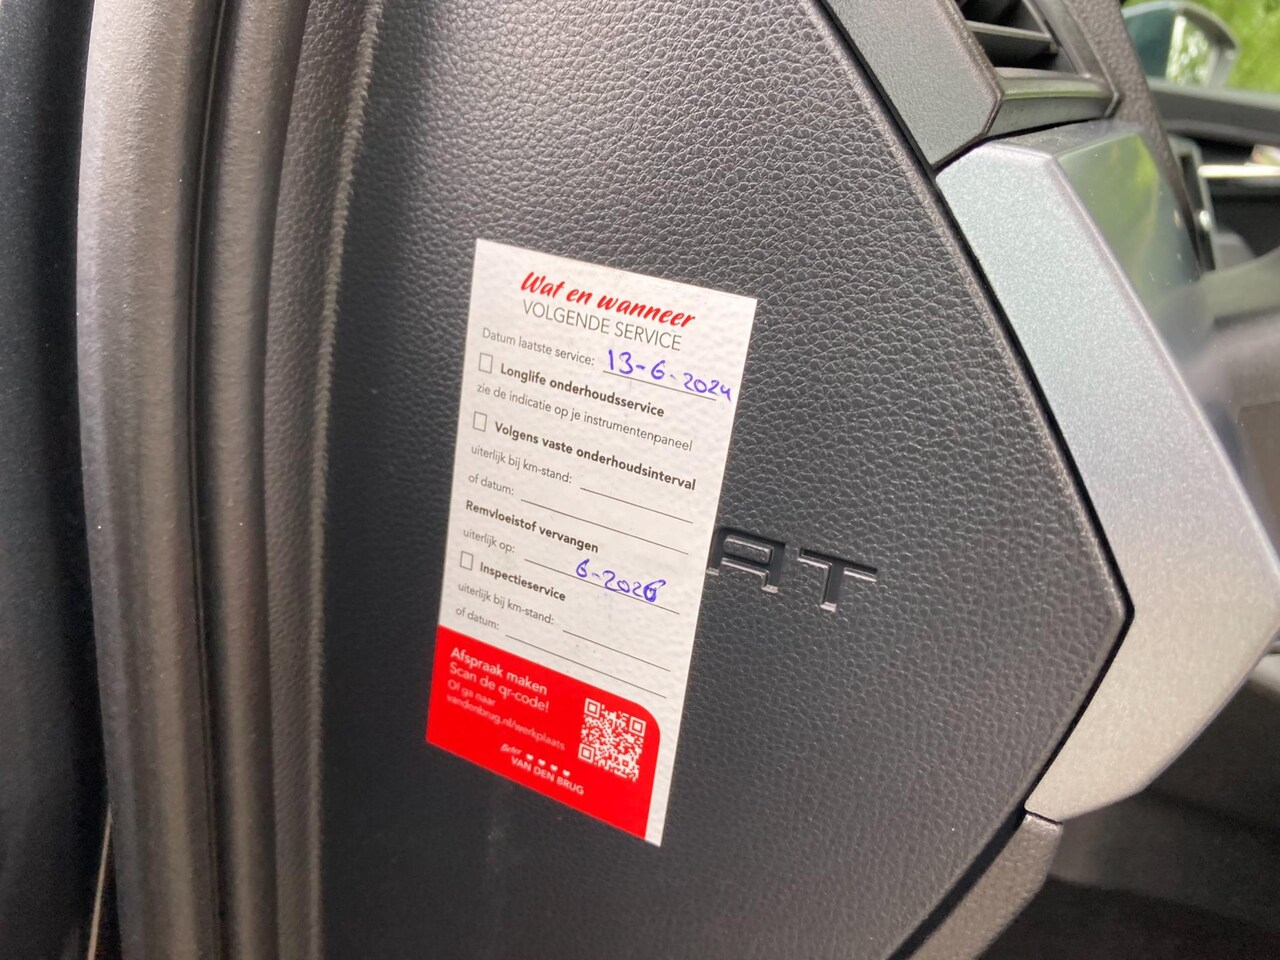 Wat en wanneer
VOLGENDE SERVICE
Datum laatste service: 13-6-2024
Longlife onderhoudsservice
zie de indicatie op je instrumentenpaneel
Volgens vaste onderhoudsinterval
uiterlijk bij km-stand:
of datum:
Remvloeistof vervangen
uiterlijk op: 6-2026
Inspectieservice
uiterlijk bij km-stand:
of datum:
Afspraak maken
Scan de qr-code!
Of ga naar
vandenbrug.nl/werkplaats
Beter
VAN DEN BRUG
AT